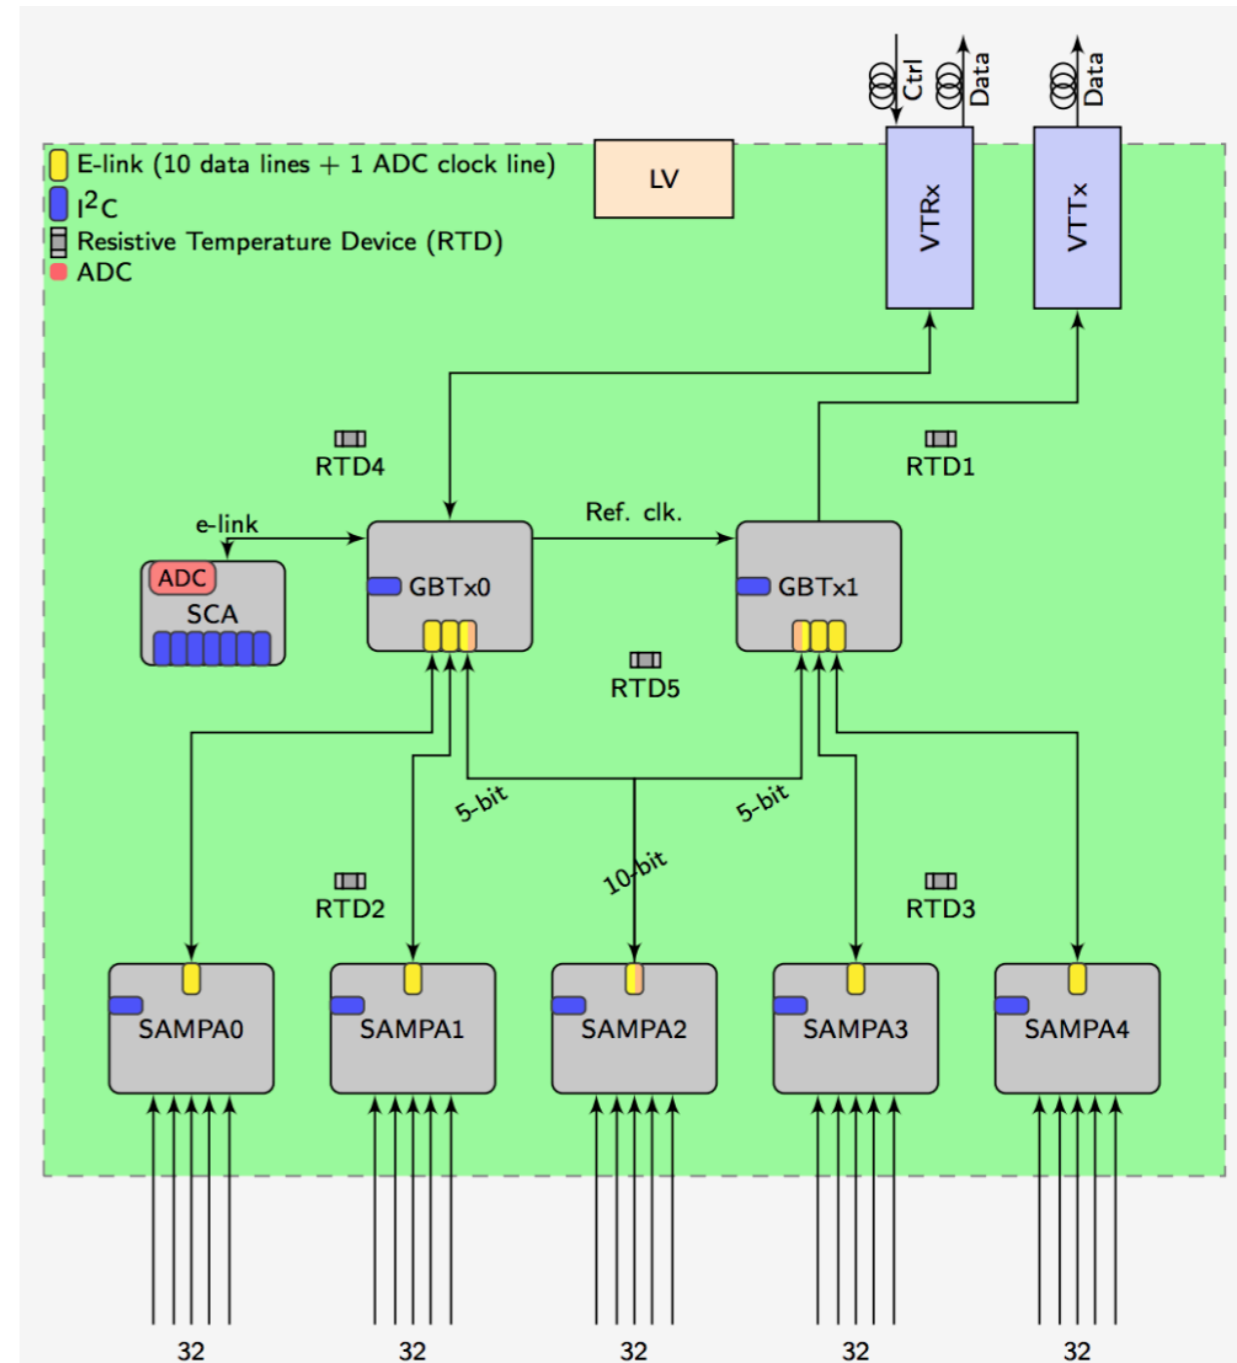 Ctrl
Data
Data
E-link (10 data lines + 1 ADC clock line)
I²C
Resistive Temperature Device (RTD)
ADC
LV
VTRx
VTTx
RTD4
RTD1
e-link
Ref. clk.
ADC
SCA
GBTx0
GBTx1
RTD5
5-bit
5-bit
10-bit
RTD2
RTD3
SAMPA0
SAMPA1
SAMPA2
SAMPA3
SAMPA4
32
32
32
32
32